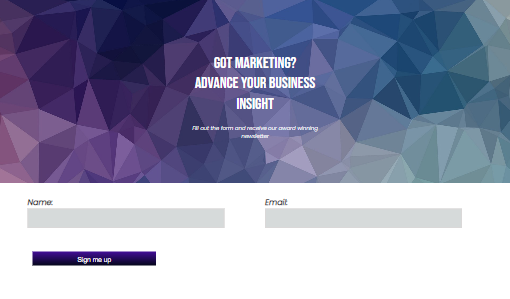 GOT MARKETING?
ADVANCE YOUR BUSINESS
INSIGHT
Fill out the form and receive our award winning
newsletter
Name:
Email:
Sign me up